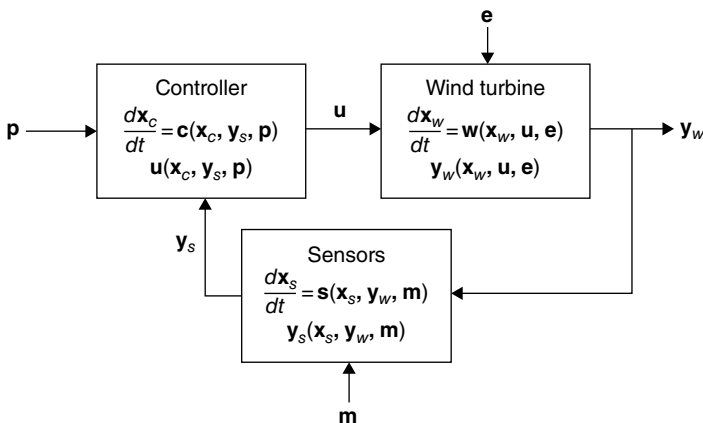 e
Controller
dx_c/dt = c(x_c, y_s, p)
u(x_c, y_s, p)
Wind turbine
dx_w/dt = w(x_w, u, e)
y_w(x_w, u, e)
p
u
y_w
y_s
Sensors
dx_s/dt = s(x_s, y_w, m)
y_s(x_s, y_w, m)
m